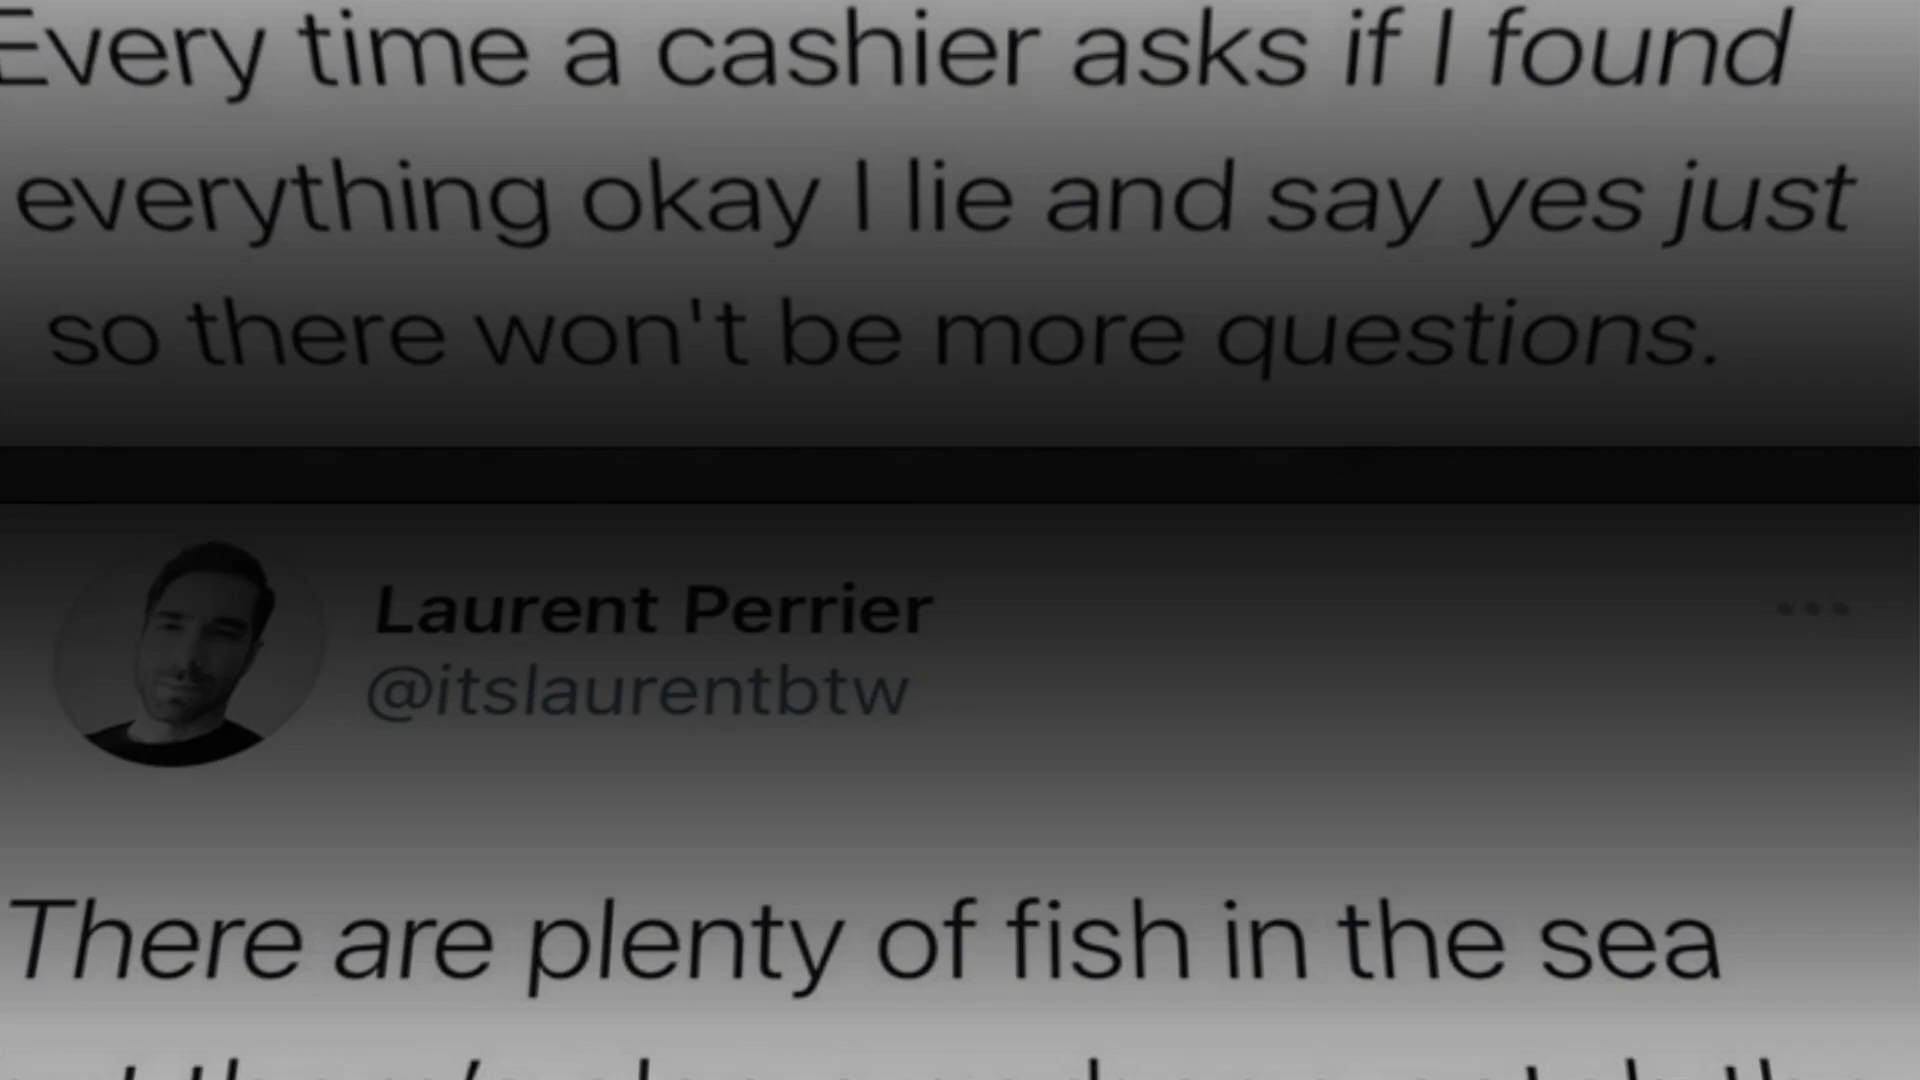 Every time a cashier asks if I found
everything okay I lie and say yes just
so there won't be more questions.
Laurent Perrier
@itslaurentbtw
There are plenty of fish in the sea